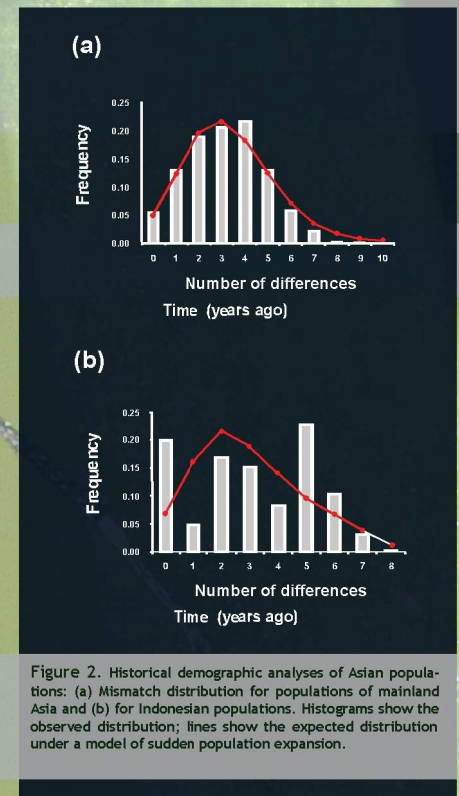 (a)
Frequency
0.25
0.20
0.15
0.10
0.05
0.00
0 1 2 3 4 5 6 7 8 9 10
Number of differences
Time (years ago)
(b)
Frequency
0.25
0.20
0.15
0.10
0.05
0.00
0 1 2 3 4 5 6 7 8
Number of differences
Time (years ago)
Figure 2. Historical demographic analyses of Asian popula-
tions: (a) Mismatch distribution for populations of mainland
Asia and (b) for Indonesian populations. Histograms show the
observed distribution; lines show the expected distribution
under a model of sudden population expansion.